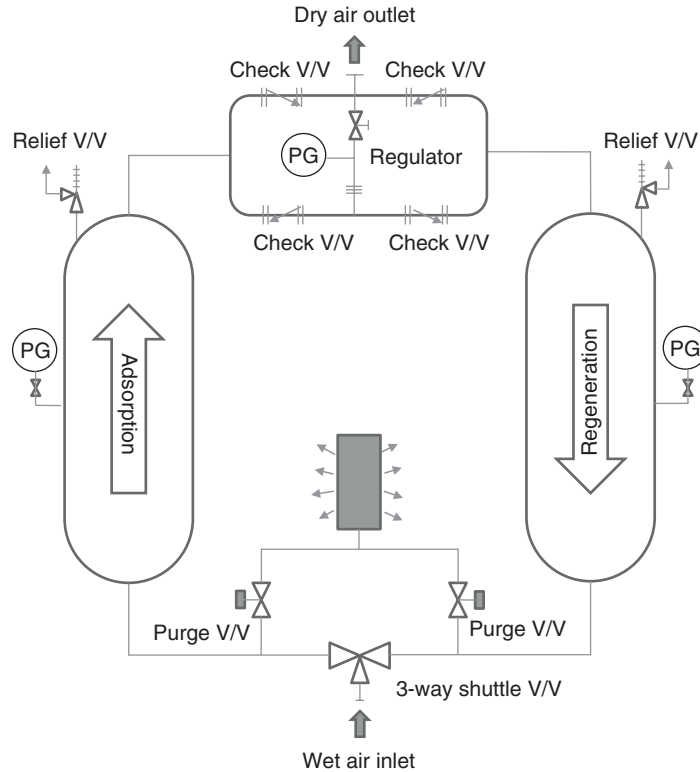 Dry air outlet
Check V/V
Check V/V
Relief V/V
PG
Regulator
Relief V/V
Check V/V
Check V/V
PG
Adsorption
Regeneration
PG
Purge V/V
Purge V/V
3-way shuttle V/V
Wet air inlet